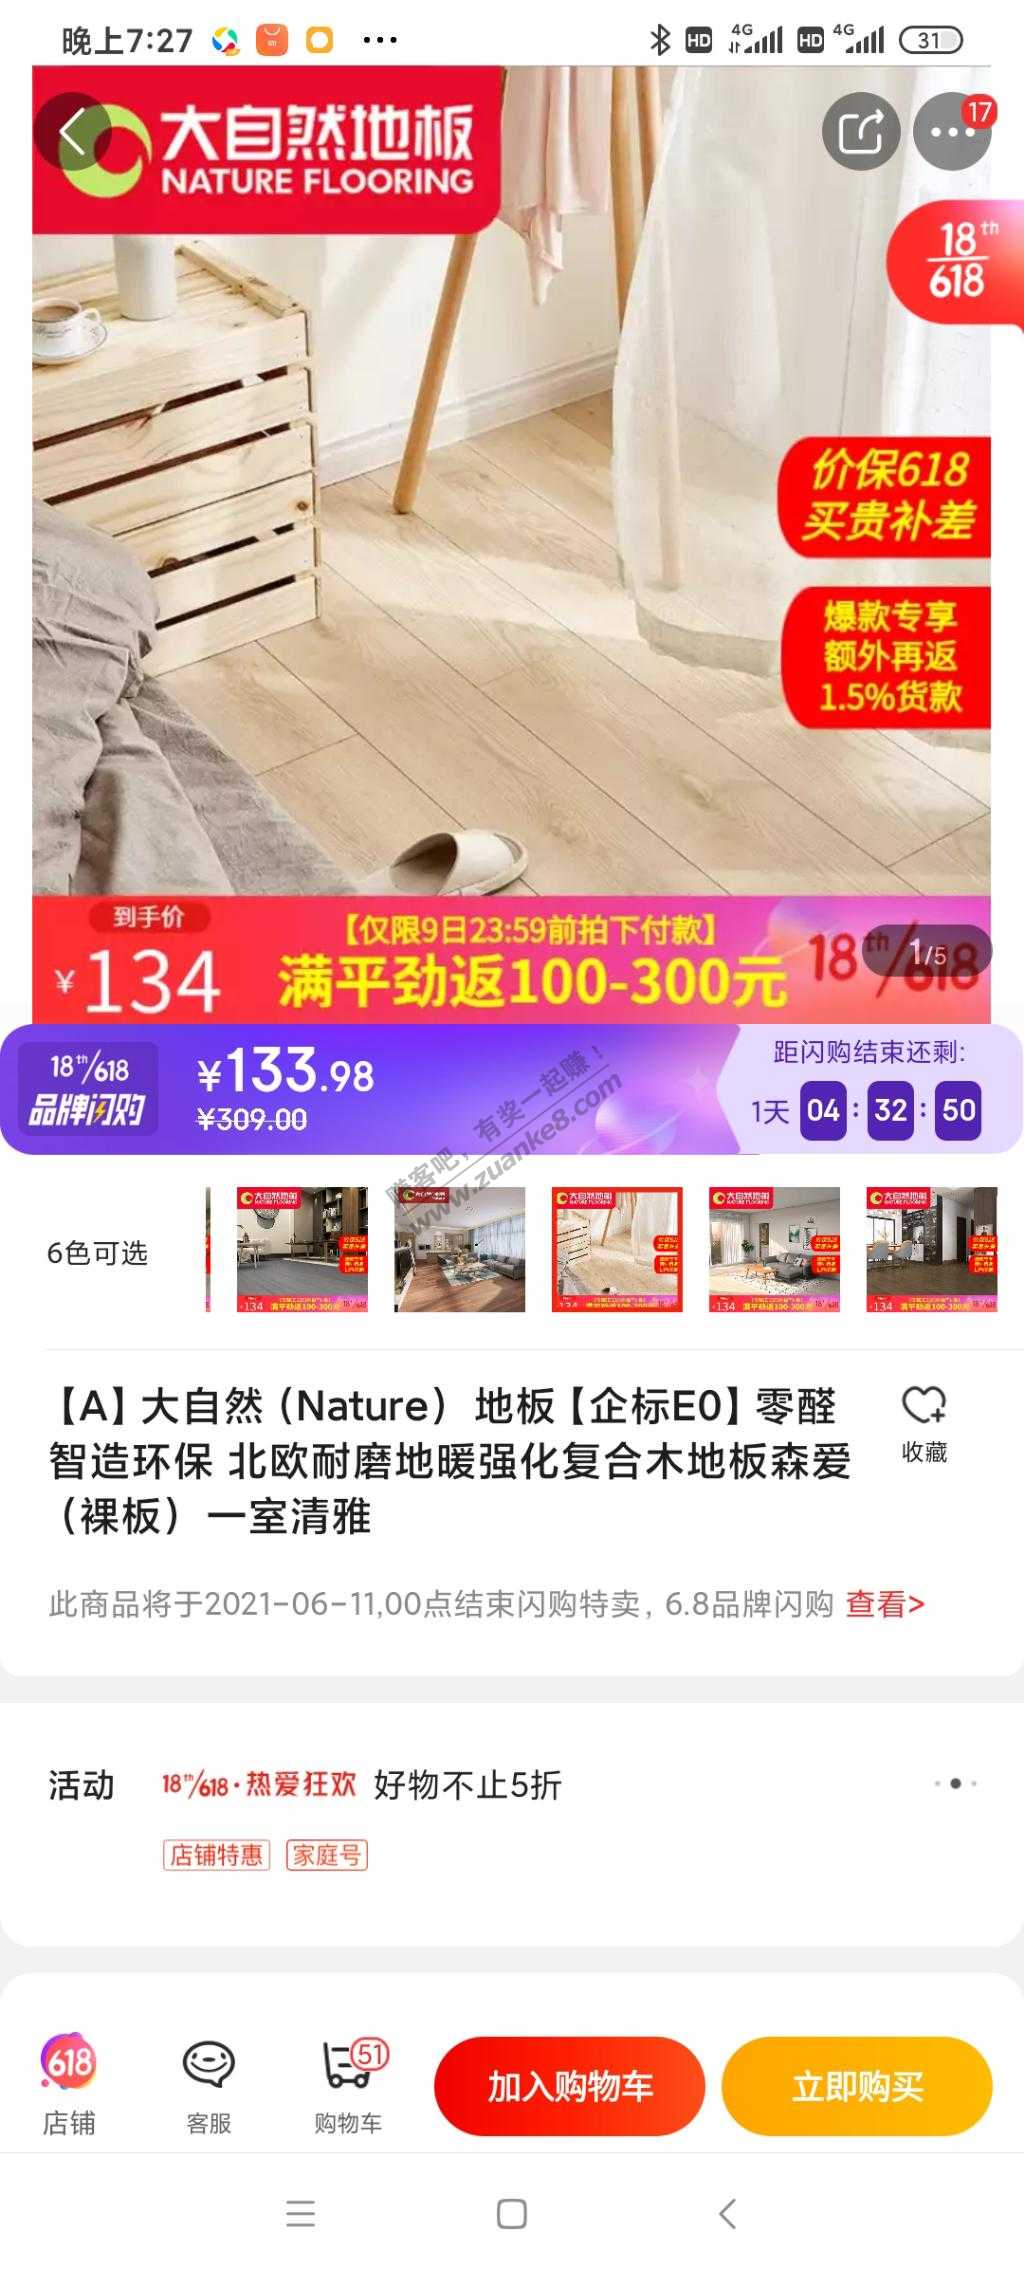 晚上7:27
HD 4G HD 4G 31
大自然地板
NATURE FLOORING
17
18th
618
价保618
买贵补差
爆款专享
额外再返
1.5%货款
到手价
¥134
【仅限9日23:59前拍下付款】
满平劲返100-300元
18th/618
1/5
18th/618
品牌闪购
¥133.98
¥309.00
距闪购结束还剩:
1天 04 : 32 : 50
赚客吧，有奖一起赚！
www.zuanke8.com
6色可选
【A】大自然（Nature） 地板【企标E0】零醛
智造环保 北欧耐磨地暖强化复合木地板森爱
（裸板）一室清雅
收藏
此商品将于2021-06-11,00点结束闪购特卖，6.8品牌闪购 查看>
活动
18th/618·热爱狂欢 好物不止5折
店铺特惠 家庭号
618
51
店铺
客服
购物车
加入购物车
立即购买